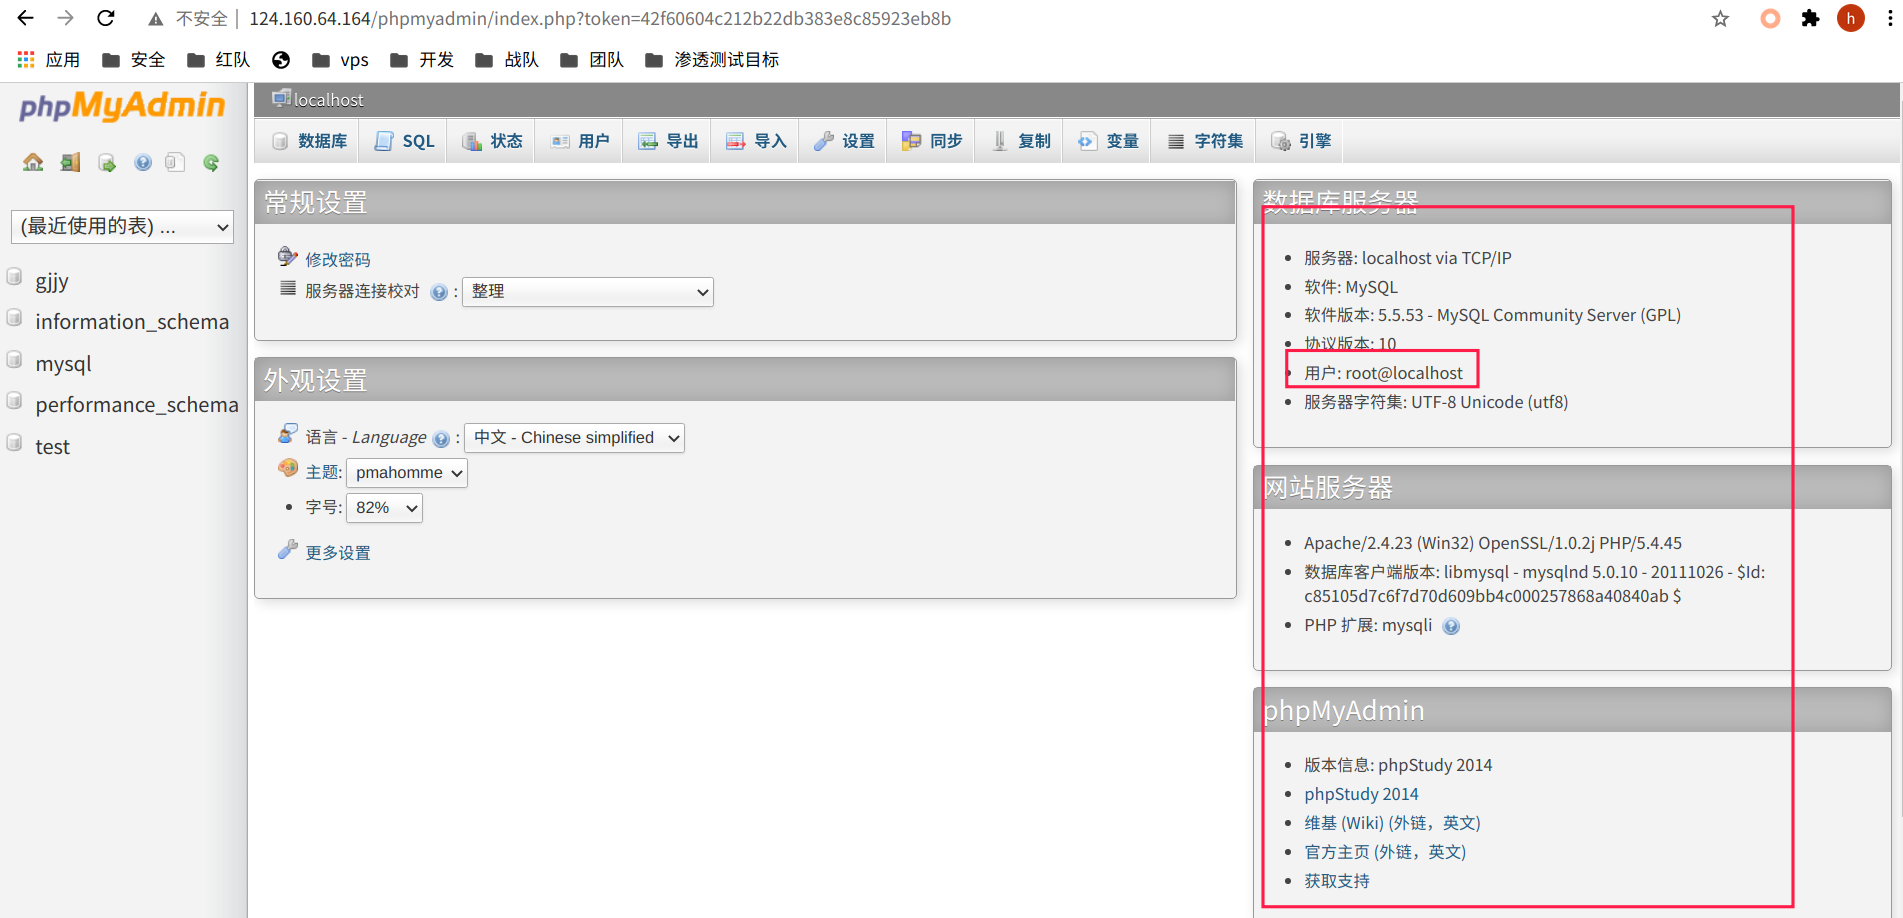 不安全 | 124.160.64.164/phpmyadmin/index.php?token=42f60604c212b22db383e8c85923eb8b
h
应用 安全 红队 vps 开发 战队 团队 渗透测试目标
phpMyAdmin
(最近使用的表) ...
gjjy
information_schema
mysql
performance_schema
test
localhost
数据库 SQL 状态 用户 导出 导入 设置 同步 复制 变量 字符集 引擎
常规设置
修改密码
服务器连接校对 : 整理
外观设置
语言 - Language : 中文 - Chinese simplified
主题: pmahomme
字号: 82%
更多设置
数据库服务器
服务器: localhost via TCP/IP
软件: MySQL
软件版本: 5.5.53 - MySQL Community Server (GPL)
协议版本: 10
用户: root@localhost
服务器字符集: UTF-8 Unicode (utf8)
网站服务器
Apache/2.4.23 (Win32) OpenSSL/1.0.2j PHP/5.4.45
数据库客户端版本: libmysql - mysqlnd 5.0.10 - 20111026 - $Id:
c85105d7c6f7d70d609bb4c000257868a40840ab $
PHP 扩展: mysqli
phpMyAdmin
版本信息: phpStudy 2014
phpStudy 2014
维基 (Wiki) (外链，英文)
官方主页 (外链，英文)
获取支持